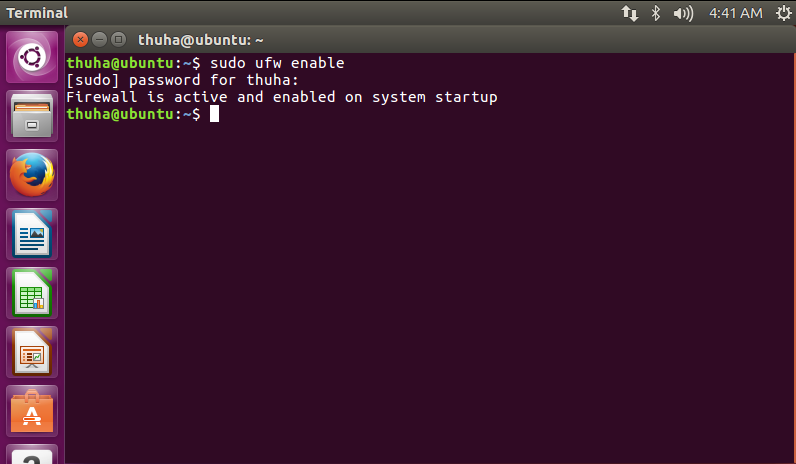 Terminal
4:41 AM
thuha@ubuntu: ~
thuha@ubuntu:~$ sudo ufw enable
[sudo] password for thuha:
Firewall is active and enabled on system startup
thuha@ubuntu:~$